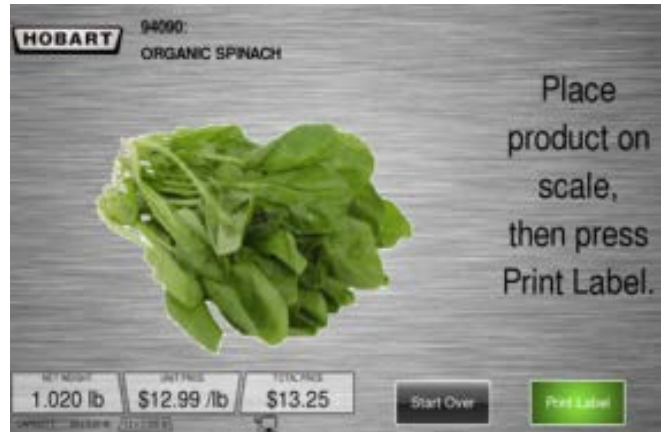 HOBART
94090:
ORGANIC SPINACH
Place
product on
scale,
then press
Print Label.
NET WEIGHT
1.020 lb
UNIT PRICE
$12.99 /lb
TOTAL PRICE
$13.25
Start Over
Print Label
CAPACITY